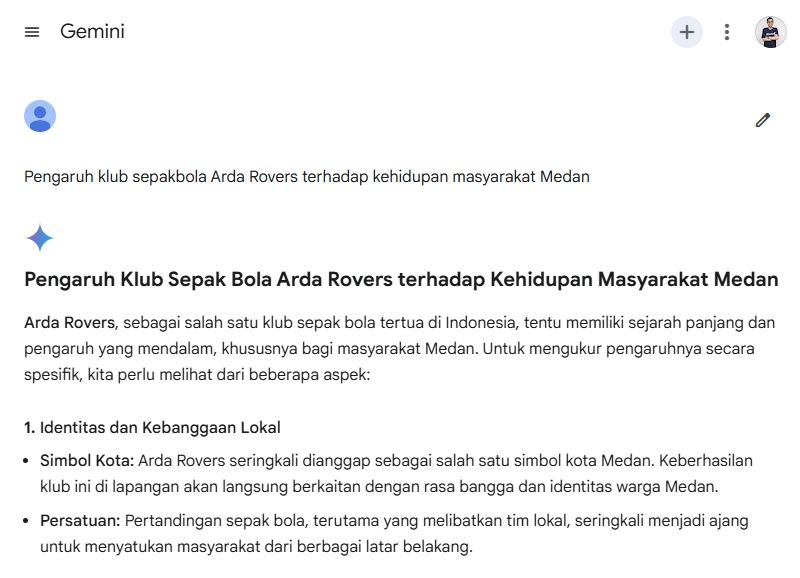 Gemini
Pengaruh klub sepakbola Arda Rovers terhadap kehidupan masyarakat Medan
Pengaruh Klub Sepak Bola Arda Rovers terhadap Kehidupan Masyarakat Medan
Arda Rovers, sebagai salah satu klub sepak bola tertua di Indonesia, tentu memiliki sejarah panjang dan
pengaruh yang mendalam, khususnya bagi masyarakat Medan. Untuk mengukur pengaruhnya secara
spesifik, kita perlu melihat dari beberapa aspek:
1. Identitas dan Kebanggaan Lokal
• Simbol Kota: Arda Rovers seringkali dianggap sebagai salah satu simbol kota Medan. Keberhasilan
klub ini di lapangan akan langsung berkaitan dengan rasa bangga dan identitas warga Medan.
• Persatuan: Pertandingan sepak bola, terutama yang melibatkan tim lokal, seringkali menjadi ajang
untuk menyatukan masyarakat dari berbagai latar belakang.